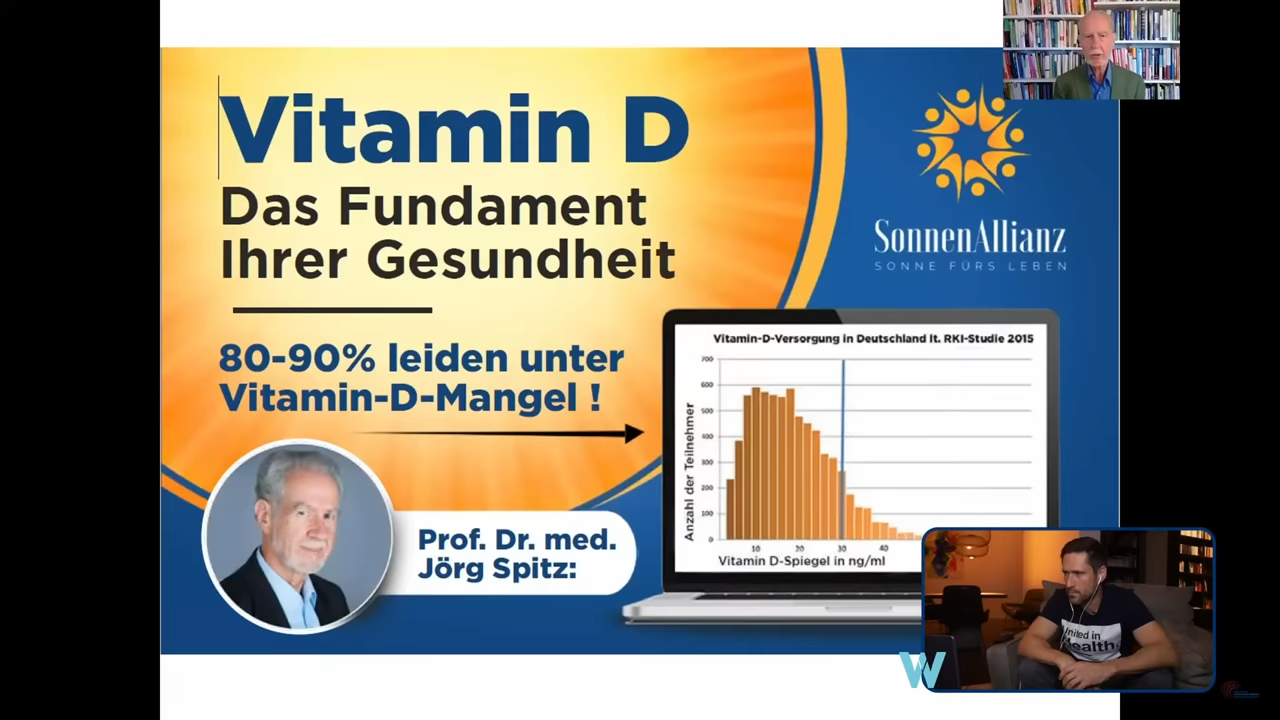 Vitamin D
Das Fundament
Ihrer Gesundheit
80-90% leiden unter
Vitamin-D-Mangel !
Prof. Dr. med.
Jörg Spitz:
SonnenAllianz
SONNE FÜRS LEBEN
Vitamin-D-Versorgung in Deutschland lt. RKI-Studie 2015
Anzahl der Teilnehmer
700
600
500
400
300
200
100
0
10 20 30 40
Vitamin D-Spiegel in ng/ml
United in
Health
W